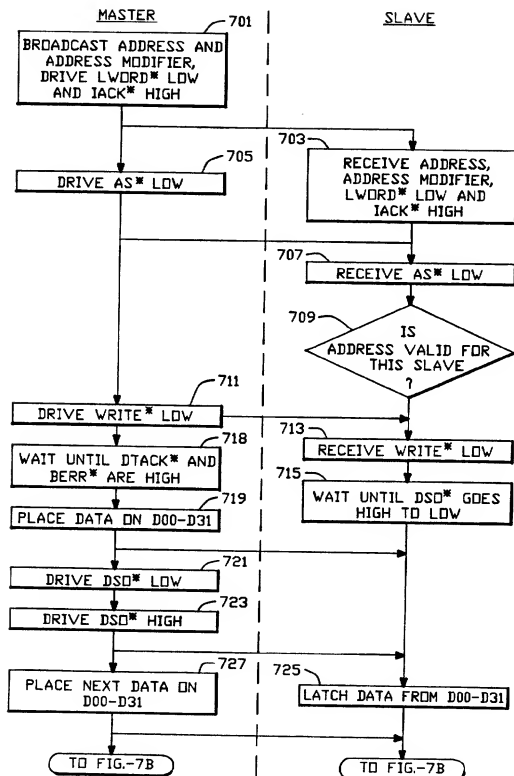 MASTER
SLAVE
701
BROADCAST ADDRESS AND
ADDRESS MODIFIER,
DRIVE LWORD* LOW
AND IACK* HIGH
703
RECEIVE ADDRESS,
ADDRESS MODIFIER,
LWORD* LOW AND
IACK* HIGH
705
DRIVE AS* LOW
707
RECEIVE AS* LOW
709
IS
ADDRESS VALID FOR
THIS SLAVE
?
711
DRIVE WRITE* LOW
713
RECEIVE WRITE* LOW
718
WAIT UNTIL DTACK* AND
BERR* ARE HIGH
715
WAIT UNTIL DS0* GOES
HIGH TO LOW
719
PLACE DATA ON D00-D31
721
DRIVE DS0* LOW
723
DRIVE DS0* HIGH
727
PLACE NEXT DATA ON
D00-D31
725
LATCH DATA FROM D00-D31
TO FIG.-7B
TO FIG.-7B